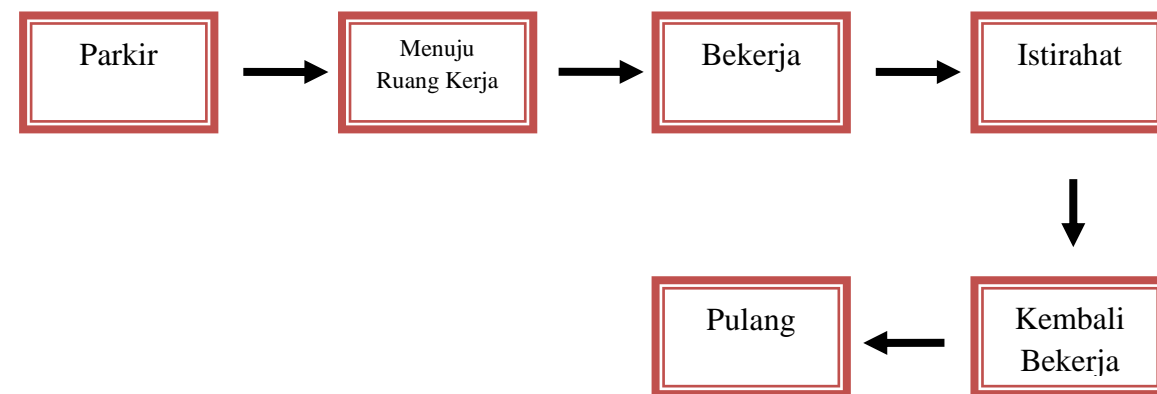 Parkir
Menuju
Ruang Kerja
Bekerja
Istirahat
Kembali
Bekerja
Pulang